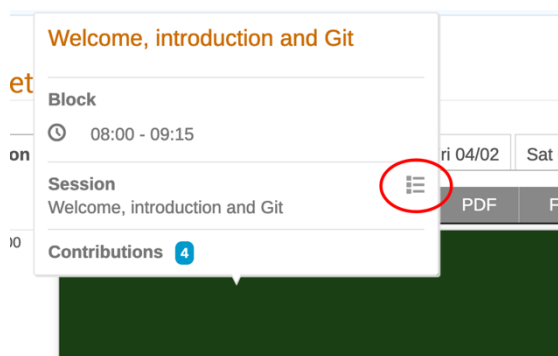 Welcome, introduction and Git
et
Block
08:00 - 09:15
on
ri 04/02
Sat
Session
Welcome, introduction and Git
PDF
F
00
Contributions 4